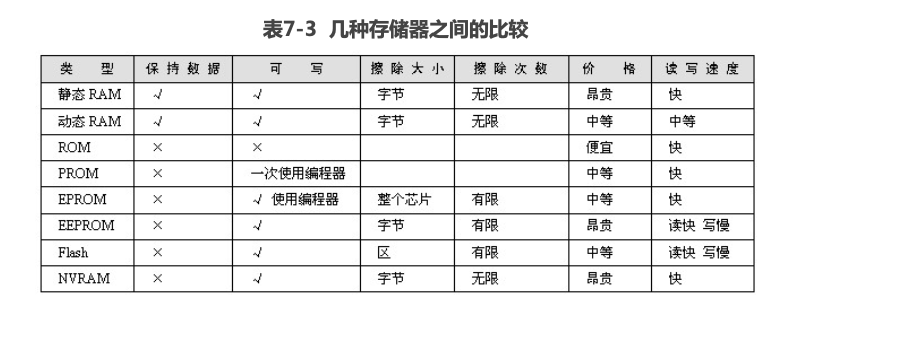 表7-3 几种存储器之间的比较
类 型 保 持 数 据 可 写 擦 除 大 小 擦 除 次 数 价 格 读 写 速 度
静态 RAM √ √ 字节 无限 昂贵 快
动态 RAM √ √ 字节 无限 中等 中等
ROM × × 便宜 快
PROM × 一次使用编程器 中等 快
EPROM × √ 使用编程器 整个芯片 有限 中等 快
EEPROM × √ 字节 有限 昂贵 读快 写慢
Flash × √ 区 有限 中等 读快 写慢
NVRAM × √ 字节 无限 昂贵 快